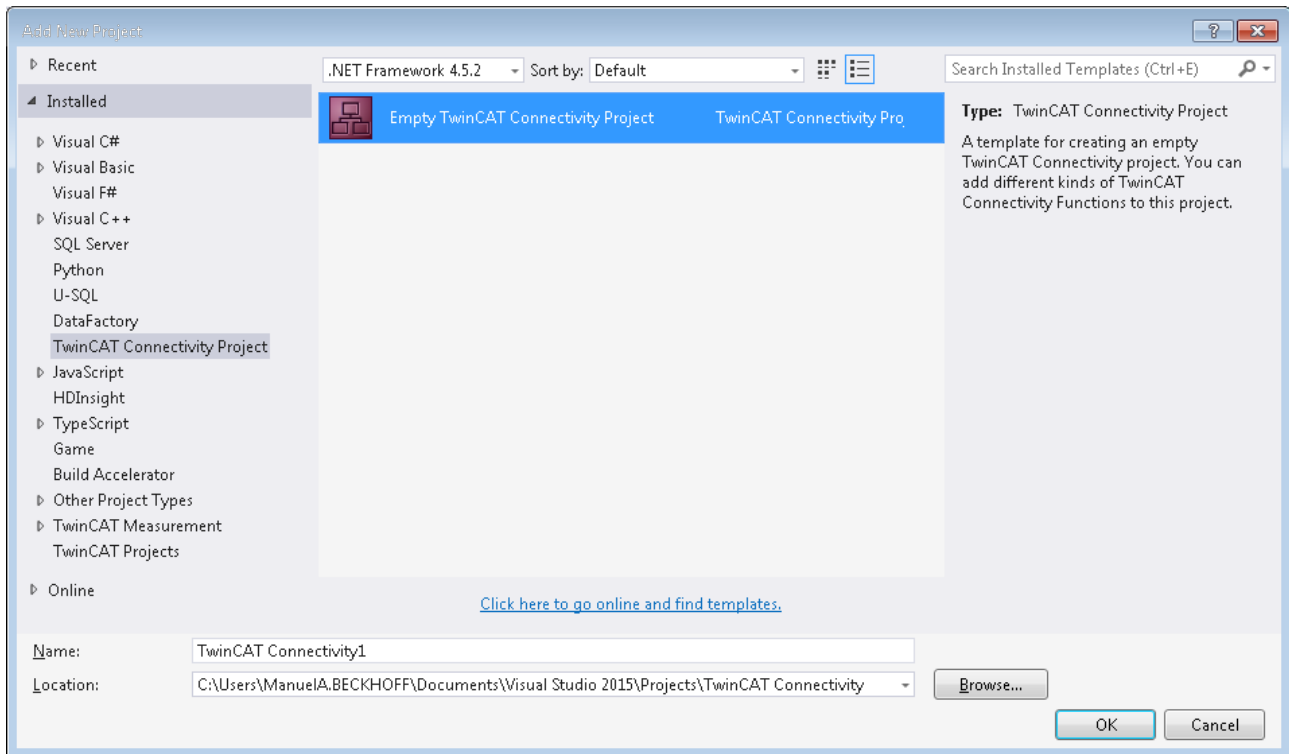 Add New Project
Recent
.NET Framework 4.5.2 Sort by: Default
Search Installed Templates (Ctrl+E)
Installed
Visual C#
Visual Basic
Visual F#
Visual C++
SQL Server
Python
U-SQL
DataFactory
TwinCAT Connectivity Project
JavaScript
HDInsight
TypeScript
Game
Build Accelerator
Other Project Types
TwinCAT Measurement
TwinCAT Projects
Online
Empty TwinCAT Connectivity Project TwinCAT Connectivity Proj
Click here to go online and find templates.
Type: TwinCAT Connectivity Project
A template for creating an empty
TwinCAT Connectivity project. You can
add different kinds of TwinCAT
Connectivity Functions to this project.
Name: TwinCAT Connectivity1
Location: C:\Users\ManuelA.BECKHOFF\Documents\Visual Studio 2015\Projects\TwinCAT Connectivity Browse...
OK Cancel